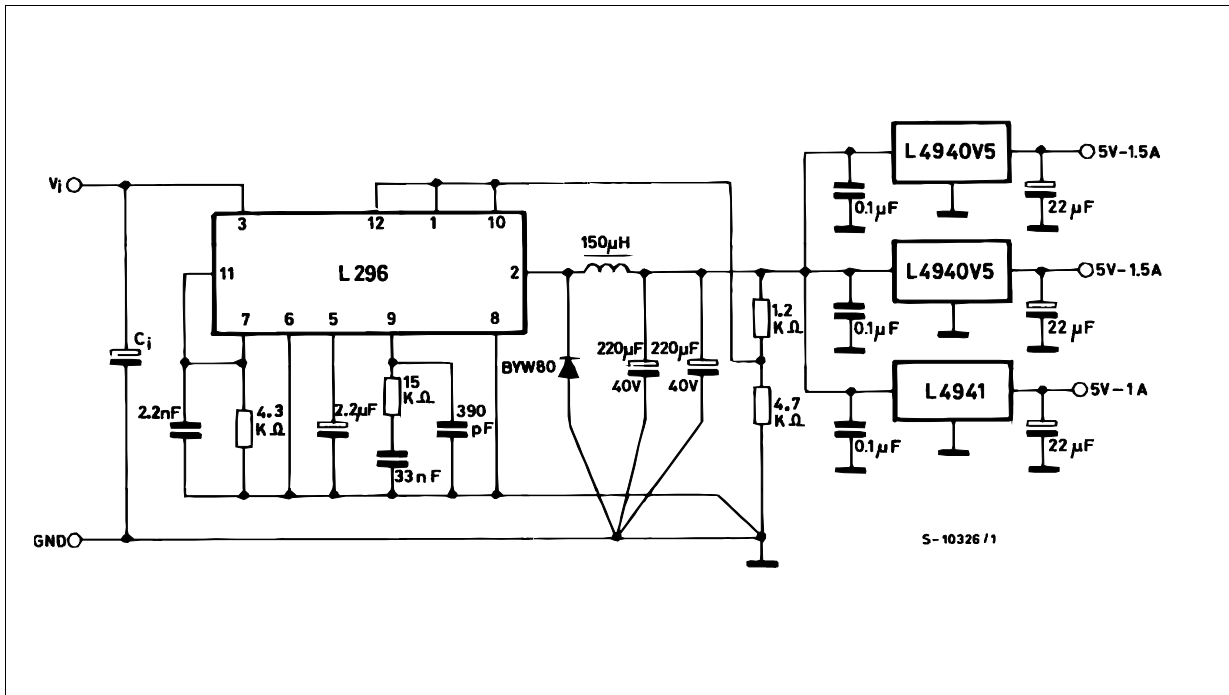 L4940V5
5V-1.5A
0.1µF
22µF
Vi
3
12
1
10
150µH
11
L296
2
L4940V5
5V-1.5A
7
6
5
9
8
1.2
KΩ
0.1µF
22µF
Ci
BYW80
220µF
220µF
40V
40V
15
KΩ
2.2nF
4.3
KΩ
2.2µF
390
pF
4.7
KΩ
L4941
5V-1A
0.1µF
22µF
33nF
GND
S-10326/1